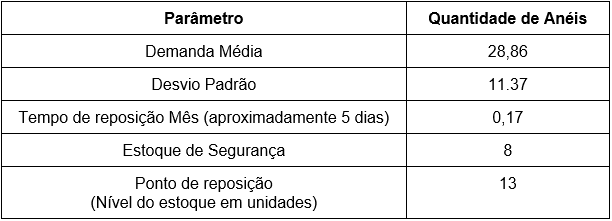 Parâmetro Quantidade de Anéis
Demanda Média 28,86
Desvio Padrão 11.37
Tempo de reposição Mês (aproximadamente 5 dias) 0,17
Estoque de Segurança 8
Ponto de reposição 13
(Nível do estoque em unidades)